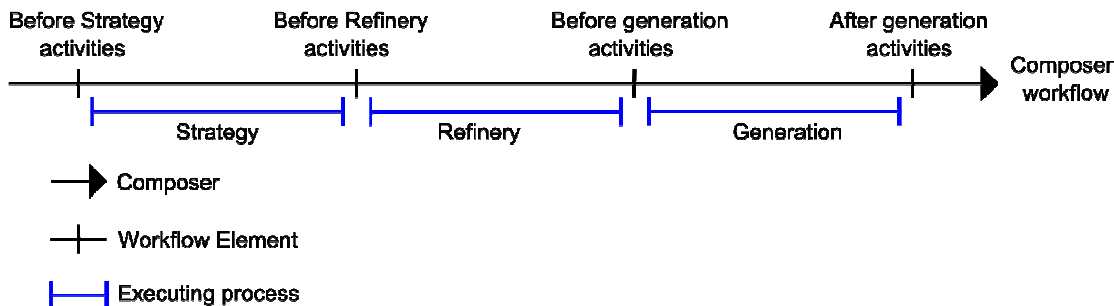 Before Strategy
activities
Before Refinery
activities
Before generation
activities
After generation
activities
Composer
workflow
Strategy
Refinery
Generation
Composer
Workflow Element
Executing process